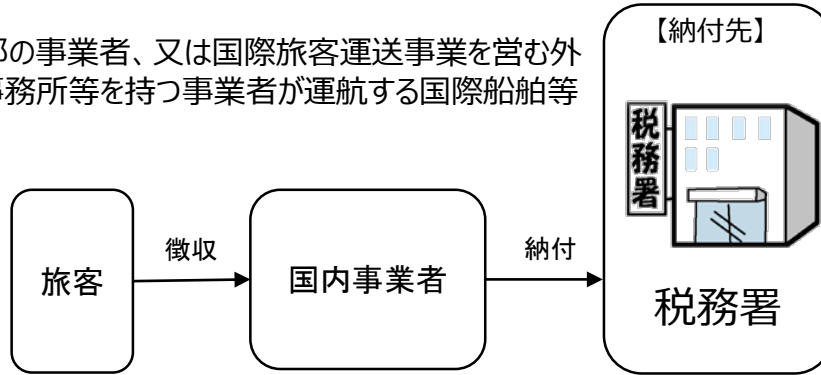 の事業者、又は国際旅客運送事業を営む外
務所等を持つ事業者が運航する国際船舶等
【納付先】
税務署
旅客
徴収
国内事業者
納付
税務署